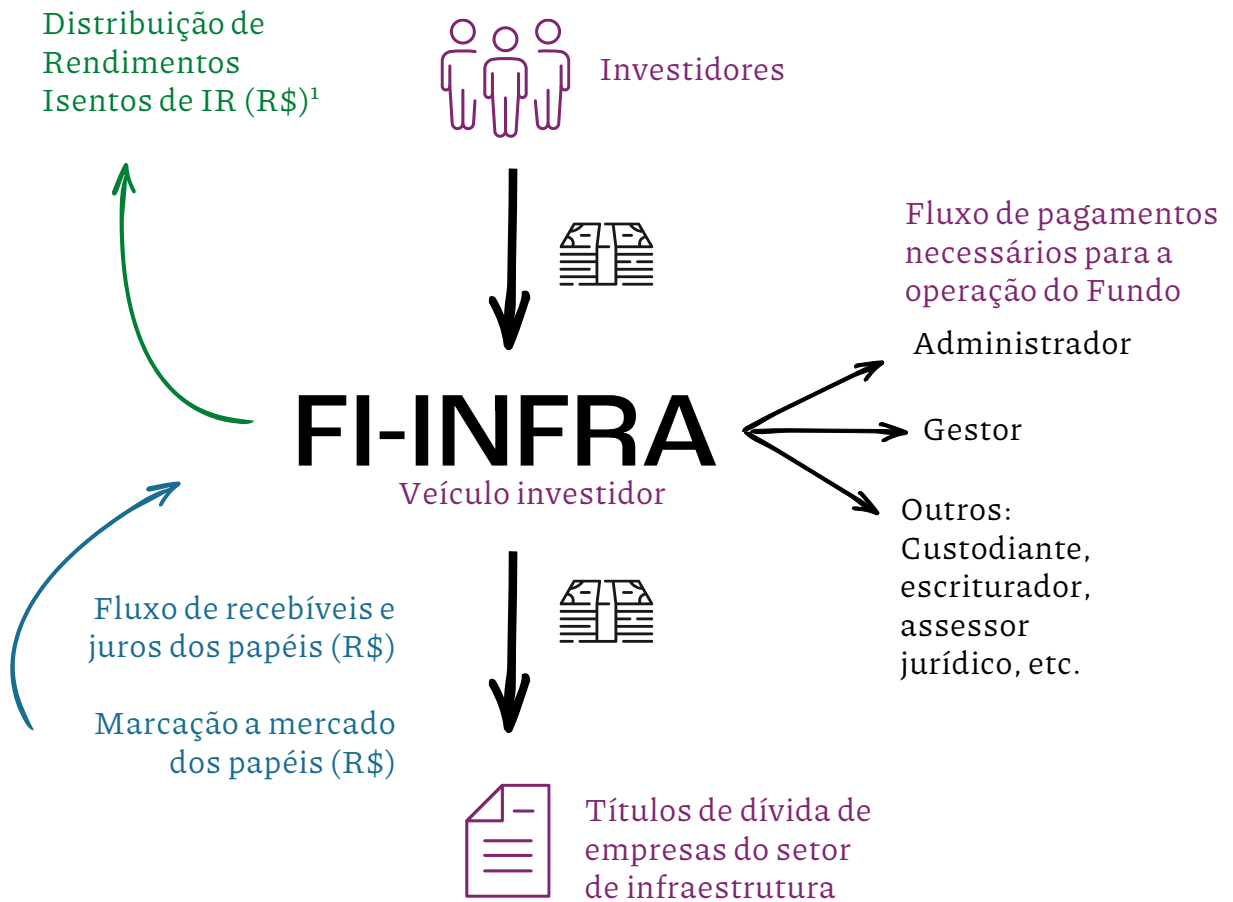 Distribuição de
Rendimentos
Isentos de IR (R$)¹
Investidores
Fluxo de pagamentos
necessários para a
operação do Fundo
Administrador
Gestor
Outros:
Custodiante,
escriturador,
assessor
jurídico, etc.
FI-INFRA
Veículo investidor
Fluxo de recebíveis e
juros dos papéis (R$)
Marcação a mercado
dos papéis (R$)
Títulos de dívida de
empresas do setor
de infraestrutura